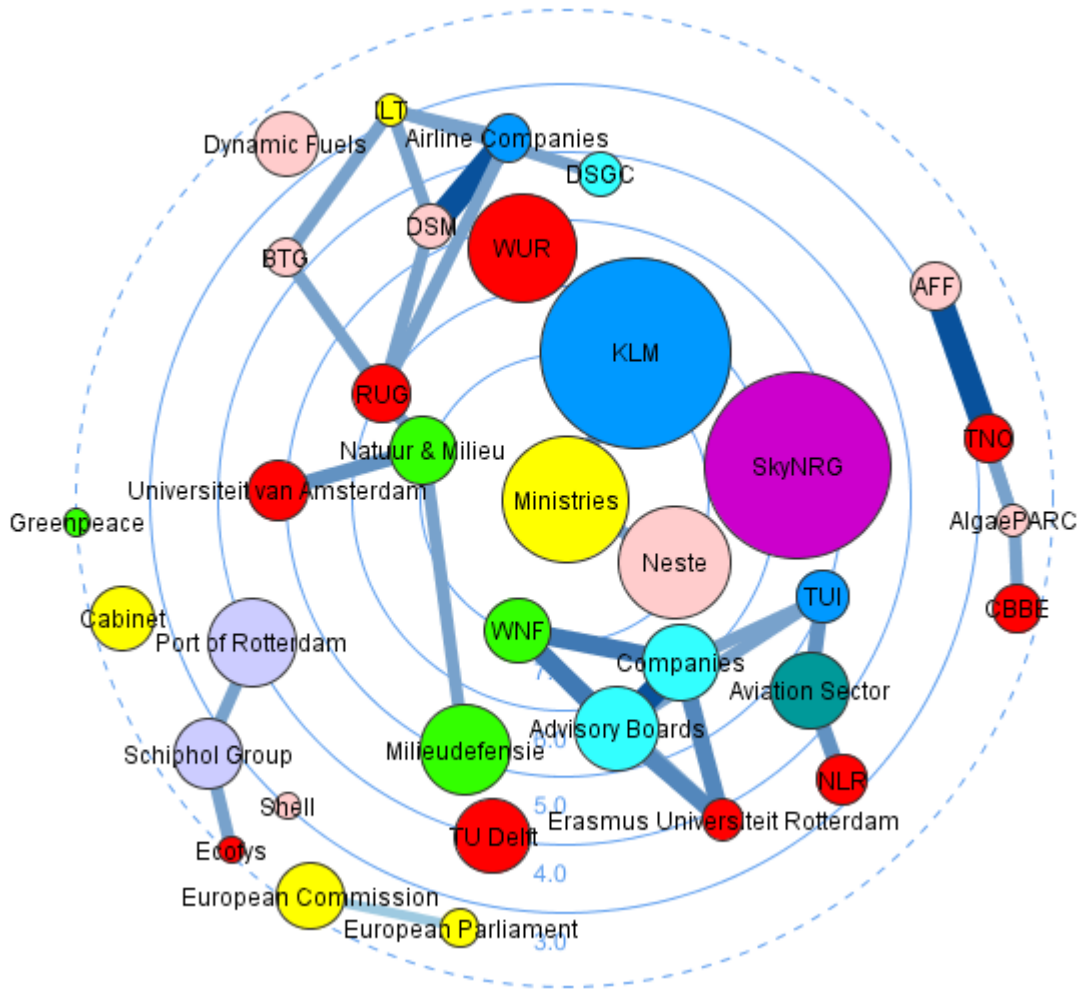 ILT
Airline Companies
Dynamic Fuels
DSGC
DSM
WUR
BTG
AFF
KLM
RUG
TNO
Natuur & Milieu
SkyNRG
Universiteit van Amsterdam
Ministries
Greenpeace
AlgaePARC
Neste
TUI
CBBE
Cabinet
WNF
Port of Rotterdam
Companies
Aviation Sector
Advisory Boards
6.0
Milieudefensie
Schiphol Group
NLR
Shell
5.0
Erasmus Universiteit Rotterdam
TU Delft
Ecofys
4.0
European Commission
European Parliament
3.0